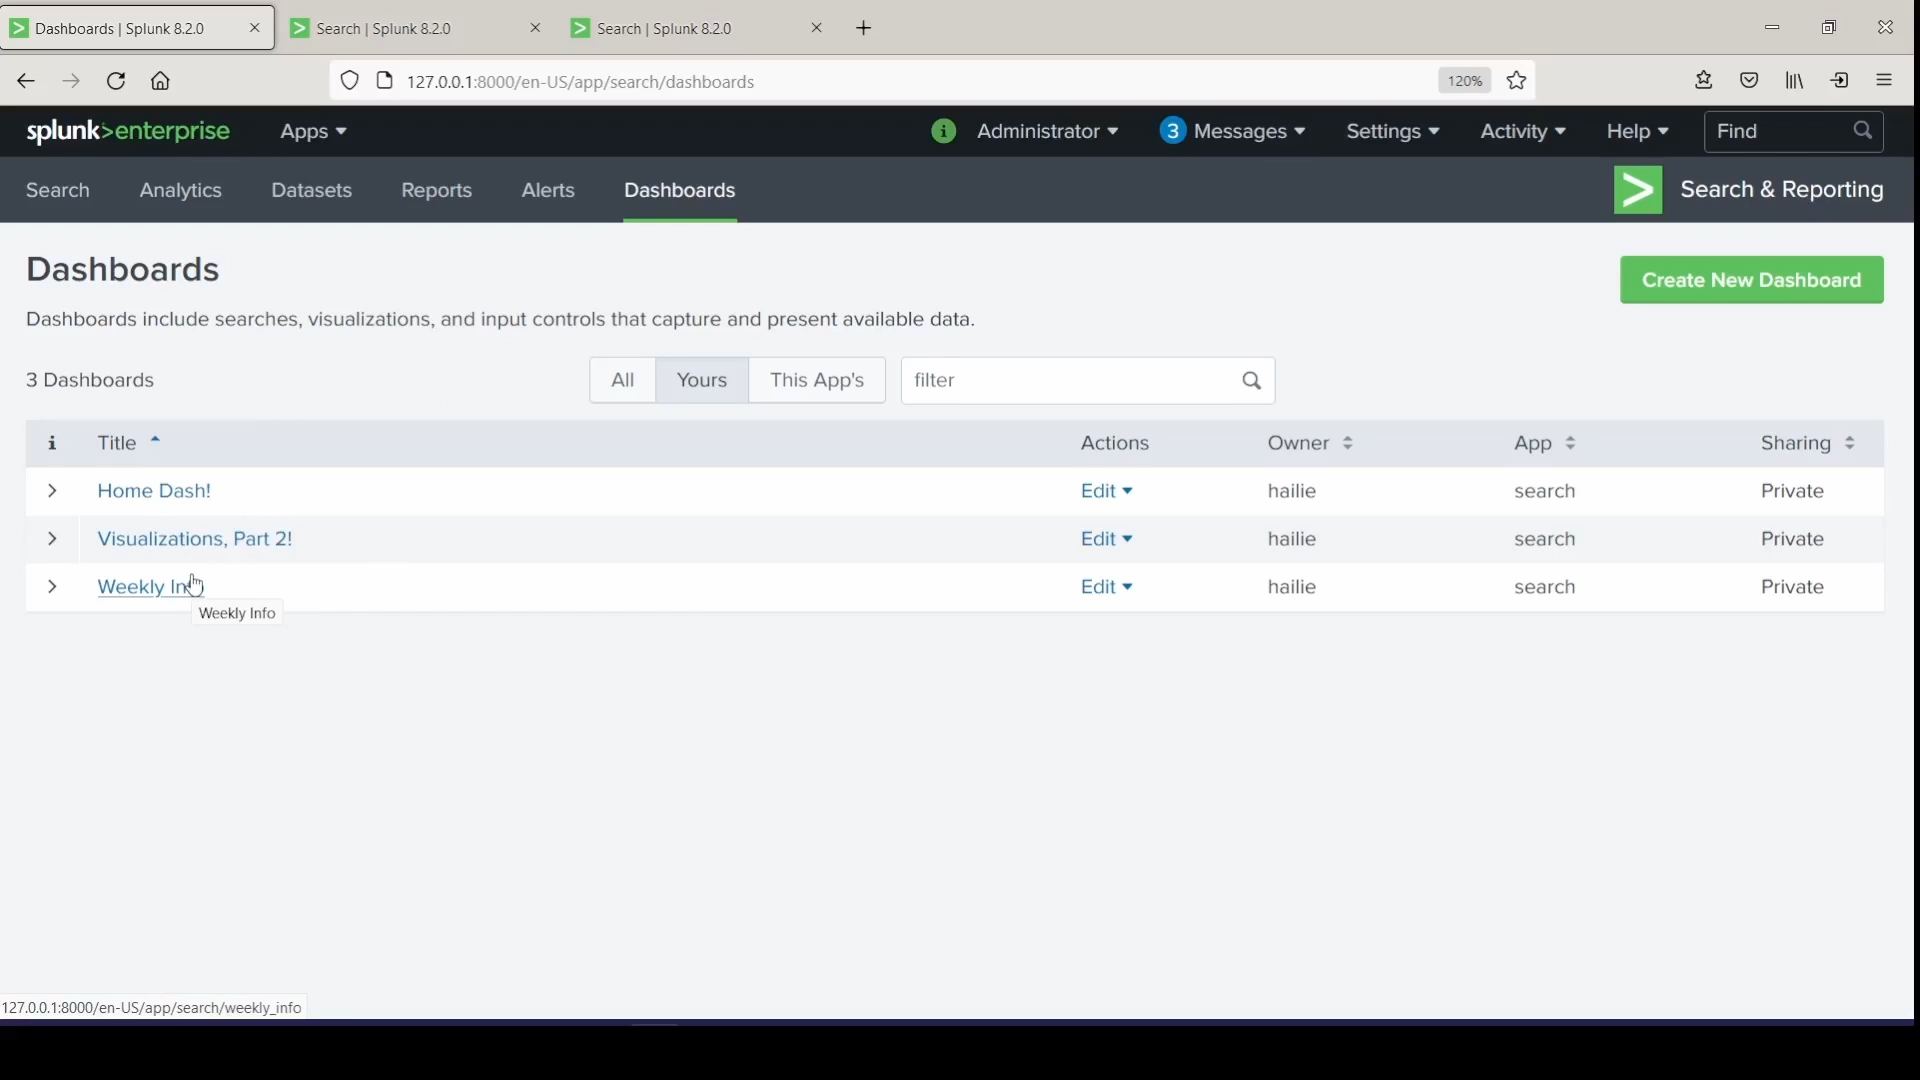 Dashboards | Splunk 8.2.0
Search | Splunk 8.2.0
Search | Splunk 8.2.0
127.0.0.1:8000/en-US/app/search/dashboards
120%
splunk>enterprise
Apps
Administrator
3 Messages
Settings
Activity
Help
Find
Search
Analytics
Datasets
Reports
Alerts
Dashboards
Search & Reporting
Dashboards
Create New Dashboard
Dashboards include searches, visualizations, and input controls that capture and present available data.
3 Dashboards
All
Yours
This App's
filter
i Title Actions Owner App Sharing
Home Dash! Edit hailie search Private
Visualizations, Part 2! Edit hailie search Private
Weekly Info Edit hailie search Private
Weekly Info
127.0.0.1:8000/en-US/app/search/weekly_info